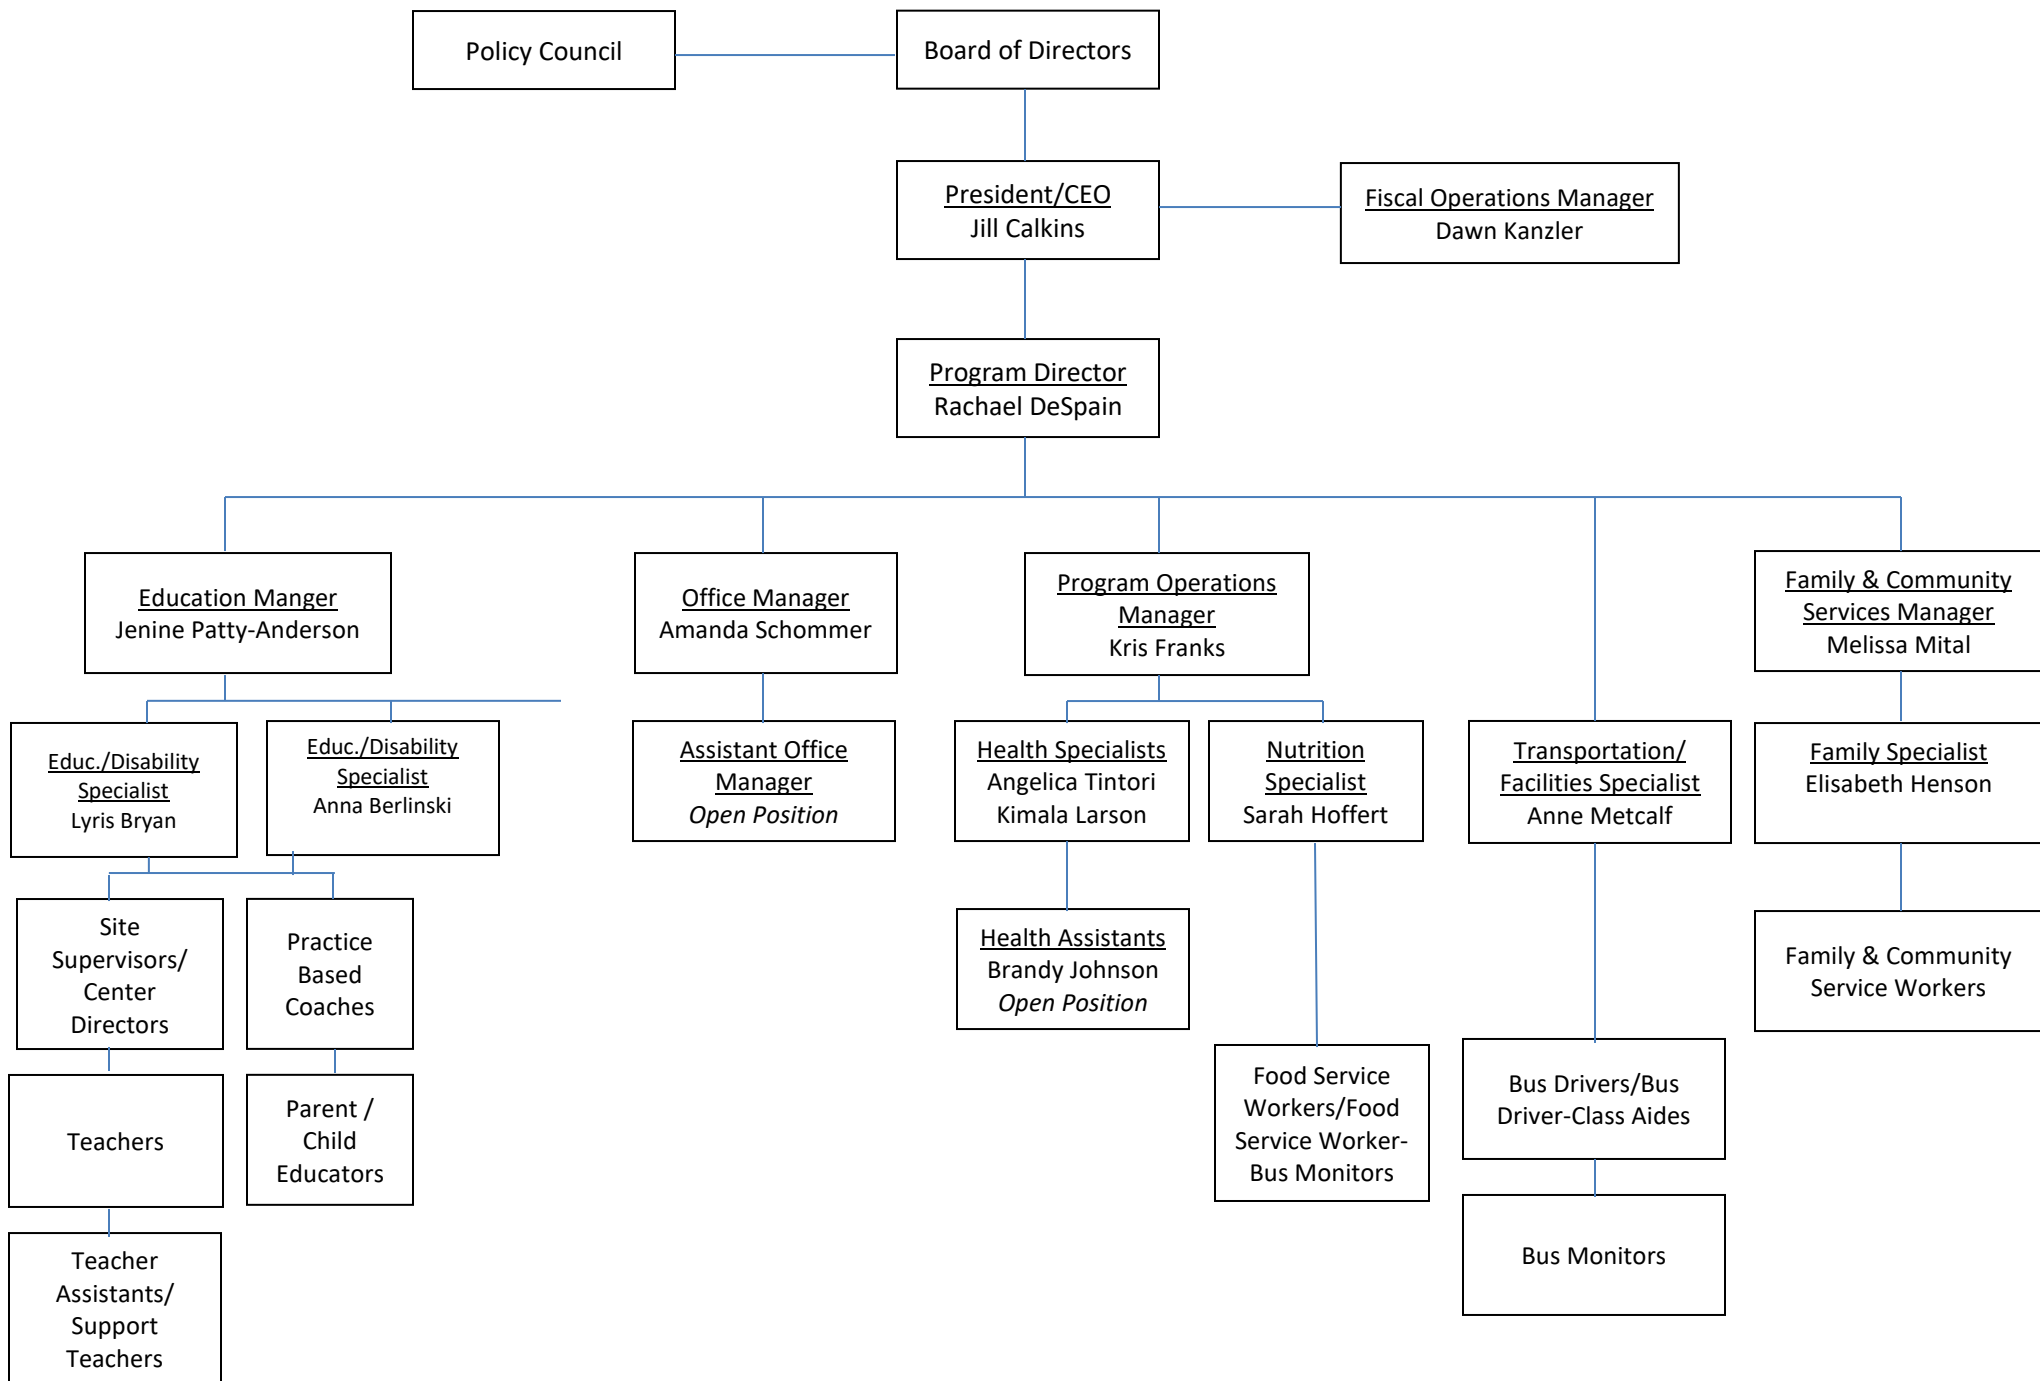 Policy Council
Board of Directors
President/CEO
Jill Calkins
Fiscal Operations Manager
Dawn Kanzler
Program Director
Rachael DeSpain
Education Manger
Jenine Patty-Anderson
Office Manager
Amanda Schommer
Program Operations
Manager
Kris Franks
Family & Community
Services Manager
Melissa Mital
Educ./Disability
Specialist
Lyris Bryan
Educ./Disability
Specialist
Anna Berlinski
Assistant Office
Manager
Open Position
Health Specialists
Angelica Tintori
Kimala Larson
Nutrition
Specialist
Sarah Hoffert
Transportation/
Facilities Specialist
Anne Metcalf
Family Specialist
Elisabeth Henson
Site
Supervisors/
Center
Directors
Practice
Based
Coaches
Health Assistants
Brandy Johnson
Open Position
Family & Community
Service Workers
Teachers
Parent /
Child
Educators
Food Service
Workers/Food
Service Worker-
Bus Monitors
Bus Drivers/Bus
Driver-Class Aides
Teacher
Assistants/
Support
Teachers
Bus Monitors